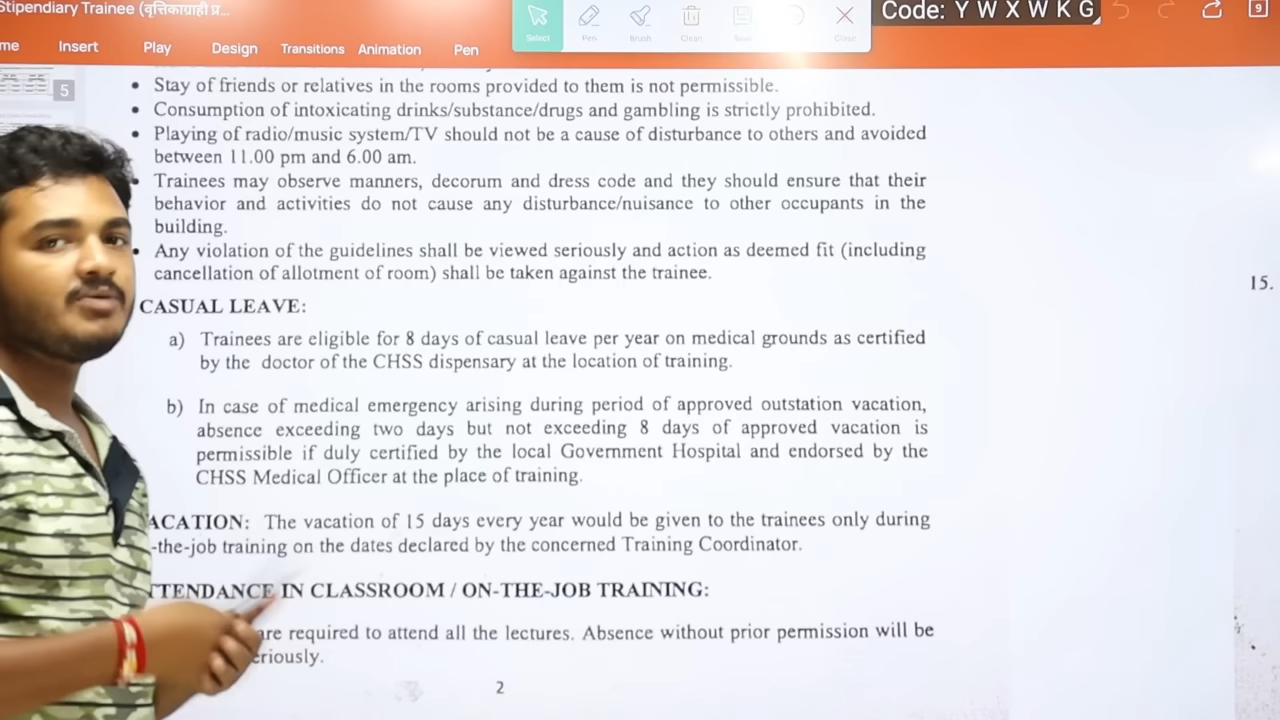 Stipendiary Trainee (वृत्तिकाग्राही प्र...
Code: Y W X W K G
9
me Insert Play Design Transitions Animation Pen
Select Pen Brush Clean Save Close
5
• Stay of friends or relatives in the rooms provided to them is not permissible.
• Consumption of intoxicating drinks/substance/drugs and gambling is strictly prohibited.
• Playing of radio/music system/TV should not be a cause of disturbance to others and avoided
between 11.00 pm and 6.00 am.
• Trainees may observe manners, decorum and dress code and they should ensure that their
behavior and activities do not cause any disturbance/nuisance to other occupants in the
building.
• Any violation of the guidelines shall be viewed seriously and action as deemed fit (including
cancellation of allotment of room) shall be taken against the trainee.
15.
CASUAL LEAVE:
a) Trainees are eligible for 8 days of casual leave per year on medical grounds as certified
by the doctor of the CHSS dispensary at the location of training.
b) In case of medical emergency arising during period of approved outstation vacation,
absence exceeding two days but not exceeding 8 days of approved vacation is
permissible if duly certified by the local Government Hospital and endorsed by the
CHSS Medical Officer at the place of training.
ACATION: The vacation of 15 days every year would be given to the trainees only during
-the-job training on the dates declared by the concerned Training Coordinator.
TTENDANCE IN CLASSROOM / ON-THE-JOB TRAINING:
are required to attend all the lectures. Absence without prior permission will be
eriously.
2